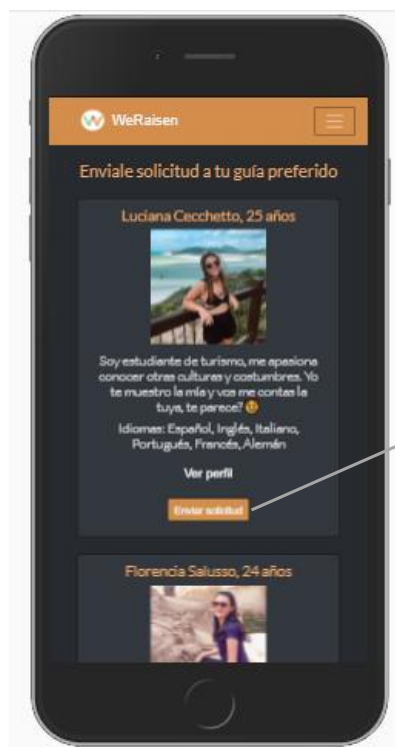 WeRaisen
Enviale solicitud a tu guía preferido
Luciana Cecchetto, 25 años
Soy estudiante de turismo, me apasiona
conocer otras culturas y costumbres. Yo
te muestro la mía y vos me contas la
tuya, te parece? 😉
Idiomas: Español, Inglés, Italiano,
Portugués, Francés, Alemán
Ver perfil
Enviar solicitud
Florencia Salusso, 24 años